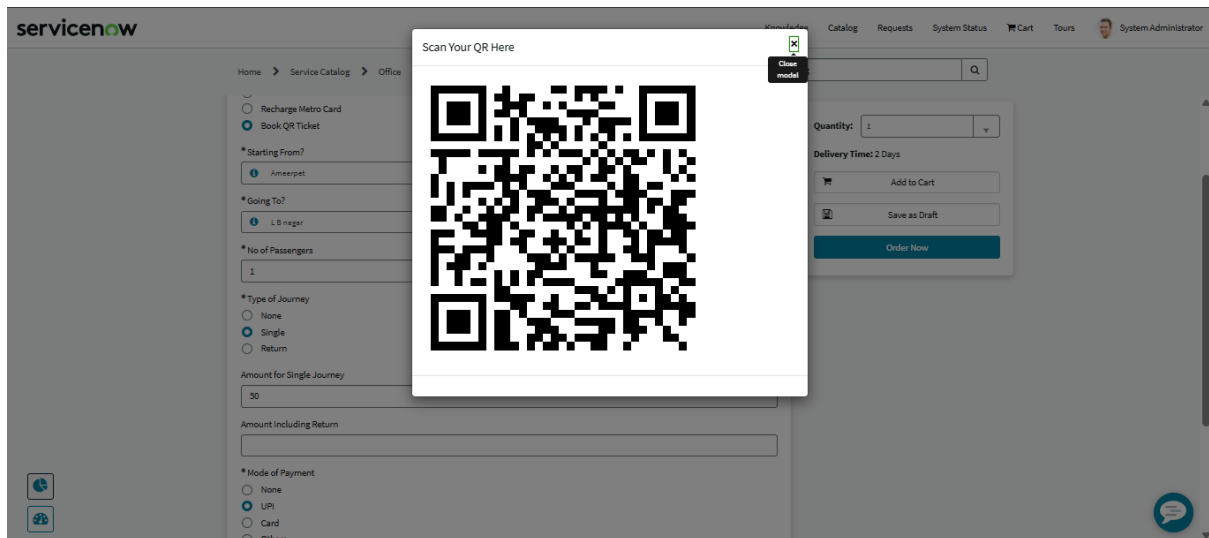 servicenow
Knowledge Catalog Requests System Status Cart Tours System Administrator
Scan Your QR Here
×
Close
modal
Home > Service Catalog > Office
Recharge Metro Card
Book QR Ticket
* Starting From?
Ameerpet
* Going To?
L B nagar
* No of Passengers
1
* Type of Journey
None
Single
Return
Amount for Single Journey
50
Amount Including Return
* Mode of Payment
None
UPI
Card
Quantity: 1
Delivery Time: 2 Days
Add to Cart
Save as Draft
Order Now